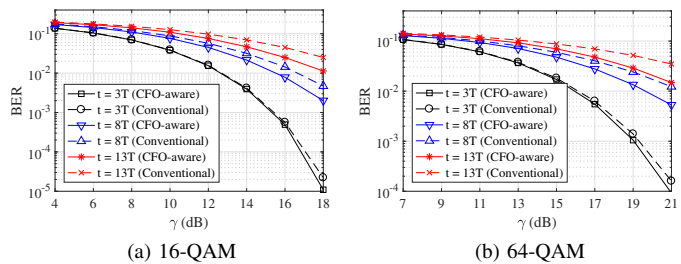 10⁻¹
10⁻²
10⁻³
10⁻⁴
10⁻⁵
BER
t = 3T (CFO-aware)
t = 3T (Conventional)
t = 8T (CFO-aware)
t = 8T (Conventional)
t = 13T (CFO-aware)
t = 13T (Conventional)
4 6 8 10 12 14 16 18
γ (dB)
(a) 16-QAM
10⁻¹
10⁻²
10⁻³
10⁻⁴
BER
t = 3T (CFO-aware)
t = 3T (Conventional)
t = 8T (CFO-aware)
t = 8T (Conventional)
t = 13T (CFO-aware)
t = 13T (Conventional)
7 9 11 13 15 17 19 21
γ (dB)
(b) 64-QAM